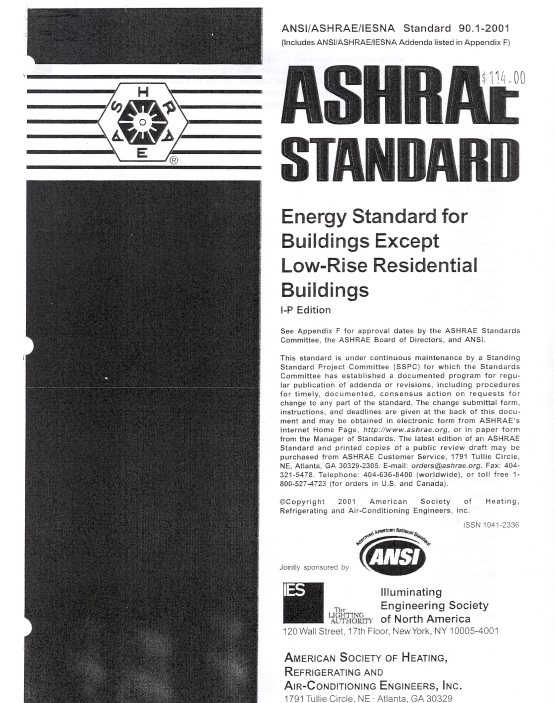 ANSI/ASHRAE/IESNA Standard 90.1-2001
(Includes ANSI/ASHRAE/IESNA Addenda listed in Appendix F)
ASHRAE
$114.00
STANDARD
ASHRAE
®
Energy Standard for
Buildings Except
Low-Rise Residential
Buildings
I-P Edition
See Appendix F for approval dates by the ASHRAE Standards
Committee, the ASHRAE Board of Directors, and ANSI.
This standard is under continuous maintenance by a Standing
Standard Project Committee (SSPC) for which the Standards
Committee has established a documented program for regu-
lar publication of addenda or revisions, including procedures
for timely, documented, consensus action on requests for
change to any part of the standard. The change submittal form,
instructions, and deadlines are given at the back of this docu-
ment and may be obtained in electronic form from ASHRAE's
Internet Home Page, http://www.ashrae.org, or in paper form
from the Manager of Standards. The latest edition of an ASHRAE
Standard and printed copies of a public review draft may be
purchased from ASHRAE Customer Service, 1791 Tullie Circle,
NE, Atlanta, GA 30329-2305. E-mail: orders@ashrae.org. Fax: 404-
321-5478. Telephone: 404-636-8400 (worldwide), or toll free 1-
800-527-4723 (for orders in U.S. and Canada).
©Copyright 2001 American Society of Heating,
Refrigerating and Air-Conditioning Engineers, Inc.
ISSN 1041-2336
Approved American National Standard
ANSI
Jointly sponsored by
IES
The
LIGHTING
AUTHORITY
Illuminating
Engineering Society
of North America
120 Wall Street, 17th Floor, New York, NY 10005-4001
AMERICAN SOCIETY OF HEATING,
REFRIGERATING AND
AIR-CONDITIONING ENGINEERS, INC.
1791 Tullie Circle, NE · Atlanta, GA 30329